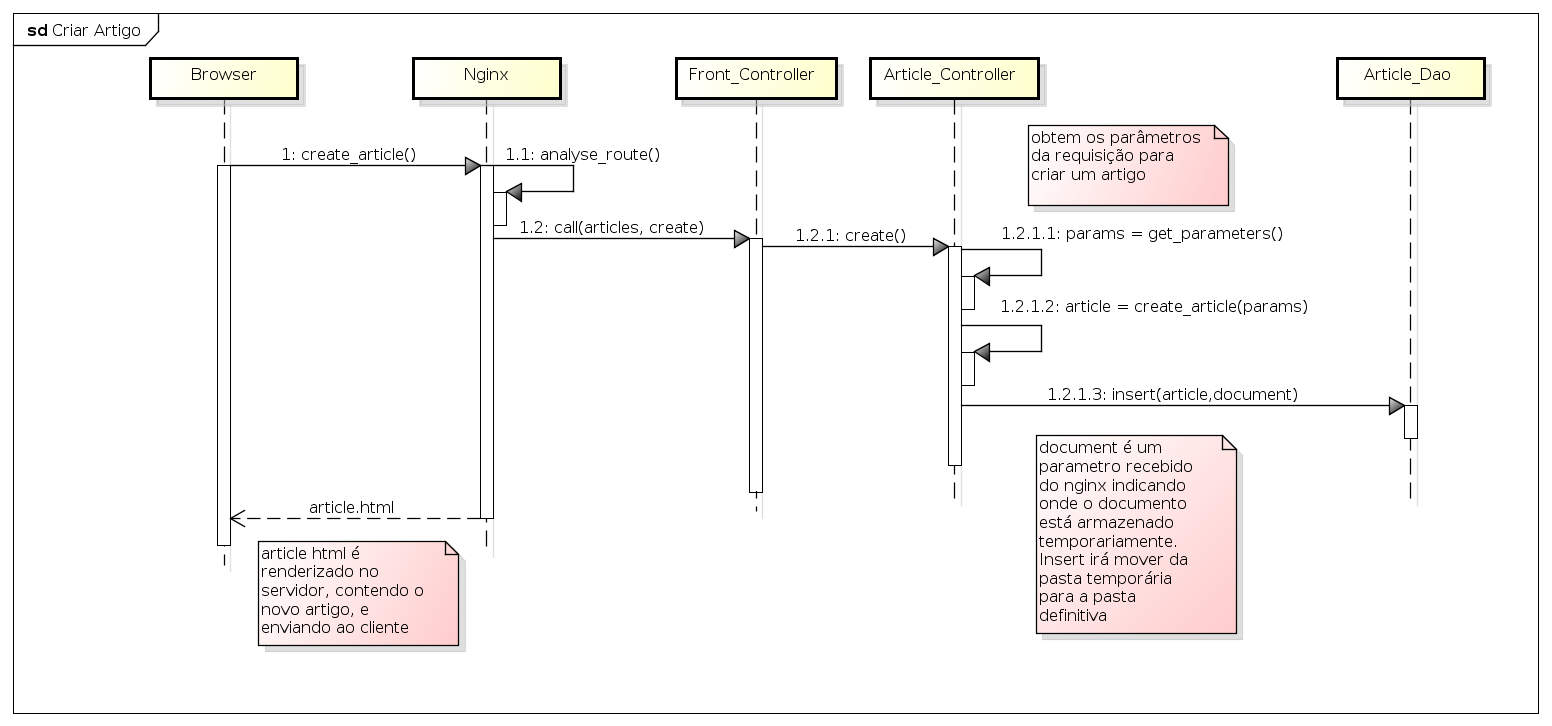 sd Criar Artigo
Browser
Nginx
Front_Controller
Article_Controller
Article_Dao
obtem os parâmetros
da requisição para
criar um artigo
1: create_article()
1.1: analyse_route()
1.2: call(articles, create)
1.2.1: create()
1.2.1.1: params = get_parameters()
1.2.1.2: article = create_article(params)
1.2.1.3: insert(article,document)
document é um
parametro recebido
do nginx indicando
onde o documento
está armazenado
temporariamente.
Insert irá mover da
pasta temporária
para a pasta
definitiva
article.html
article html é
renderizado no
servidor, contendo o
novo artigo, e
enviando ao cliente